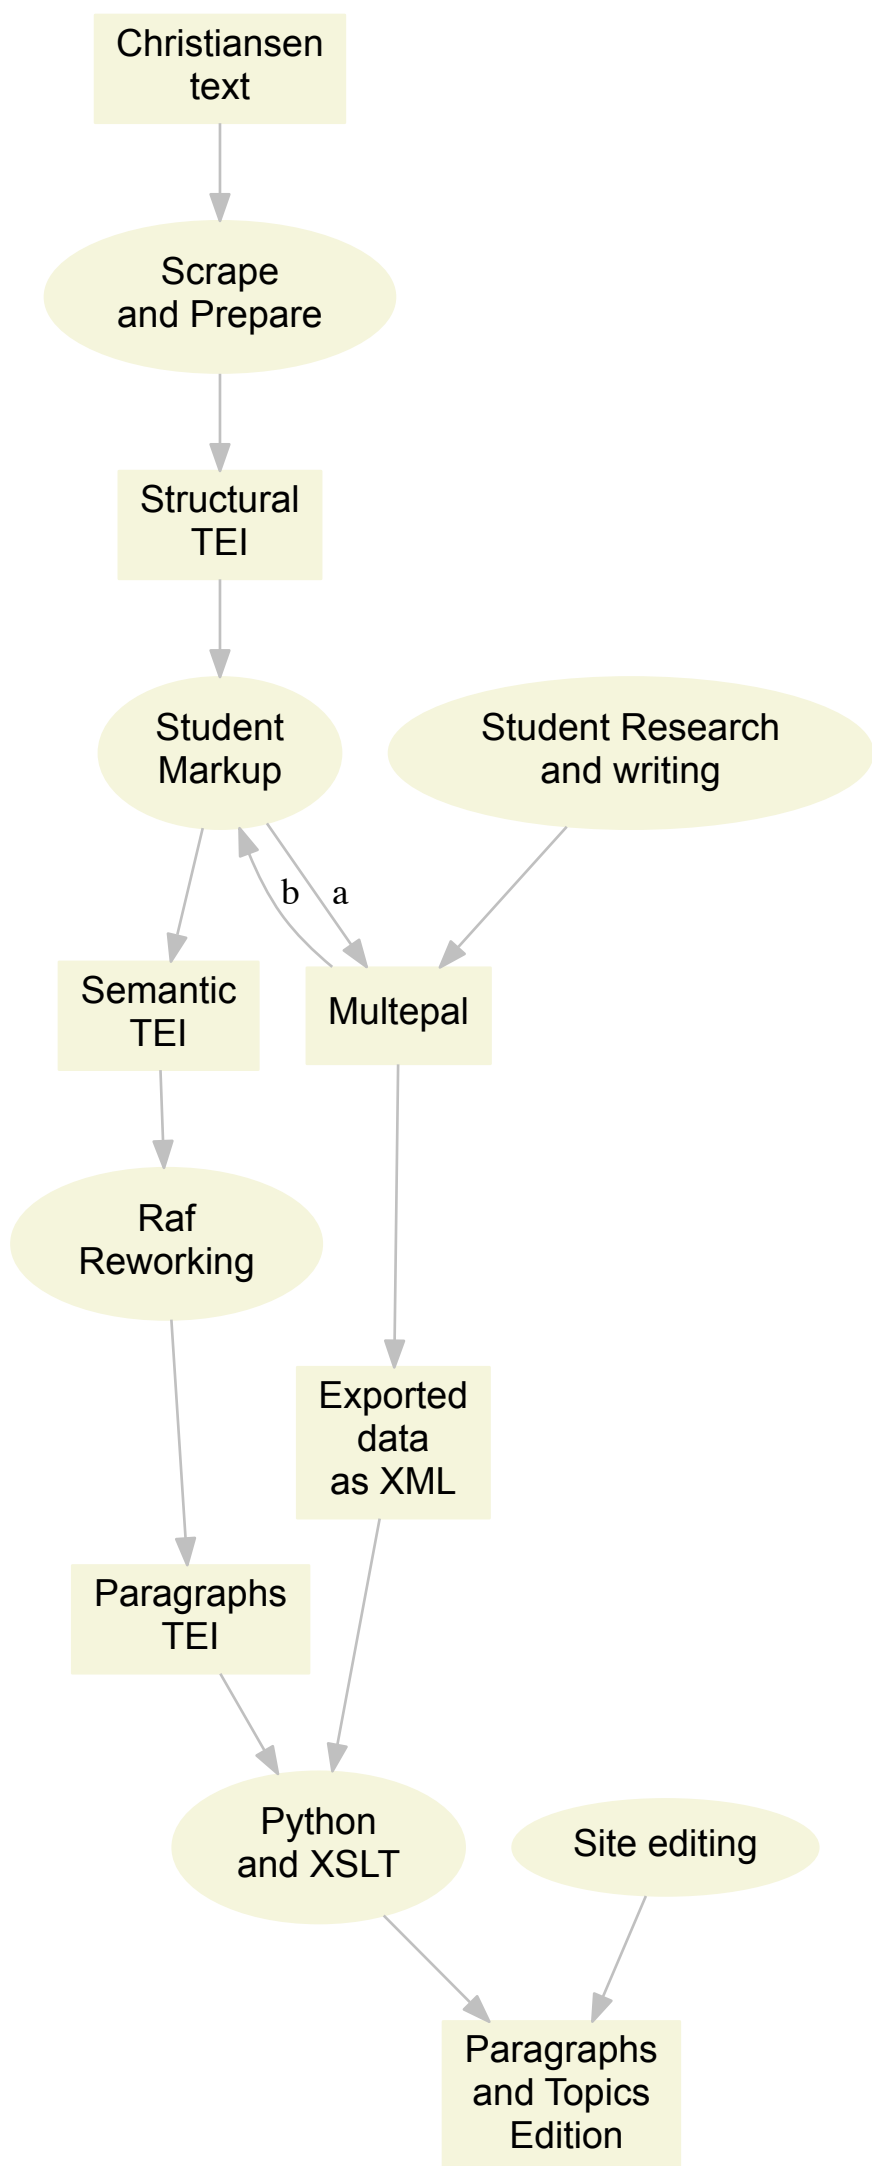 Christiansen
text
Scrape
and Prepare
Structural
TEI
Student
Markup
Student Research
and writing
b
a
Semantic
TEI
Multepal
Raf
Reworking
Exported
data
as XML
Paragraphs
TEI
Python
and XSLT
Site editing
Paragraphs
and Topics
Edition